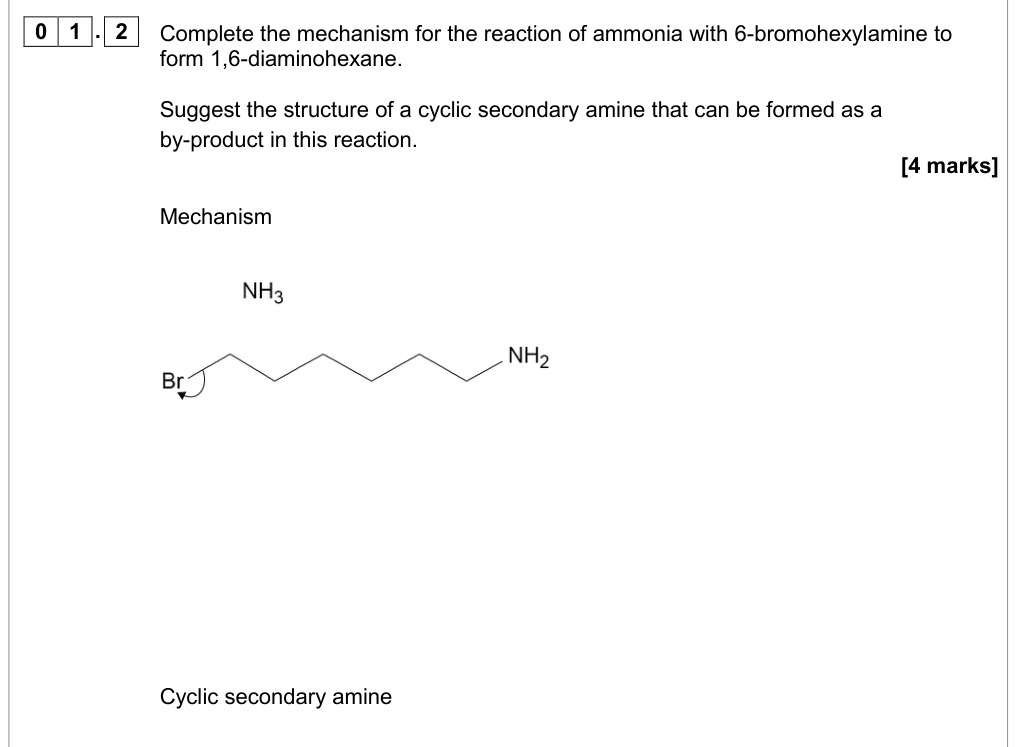 0 1 . 2 Complete the mechanism for the reaction of ammonia with 6-bromohexylamine to
form 1,6-diaminohexane.
Suggest the structure of a cyclic secondary amine that can be formed as a
by-product in this reaction.
[4 marks]
Mechanism
NH3
NH2
Br
Cyclic secondary amine